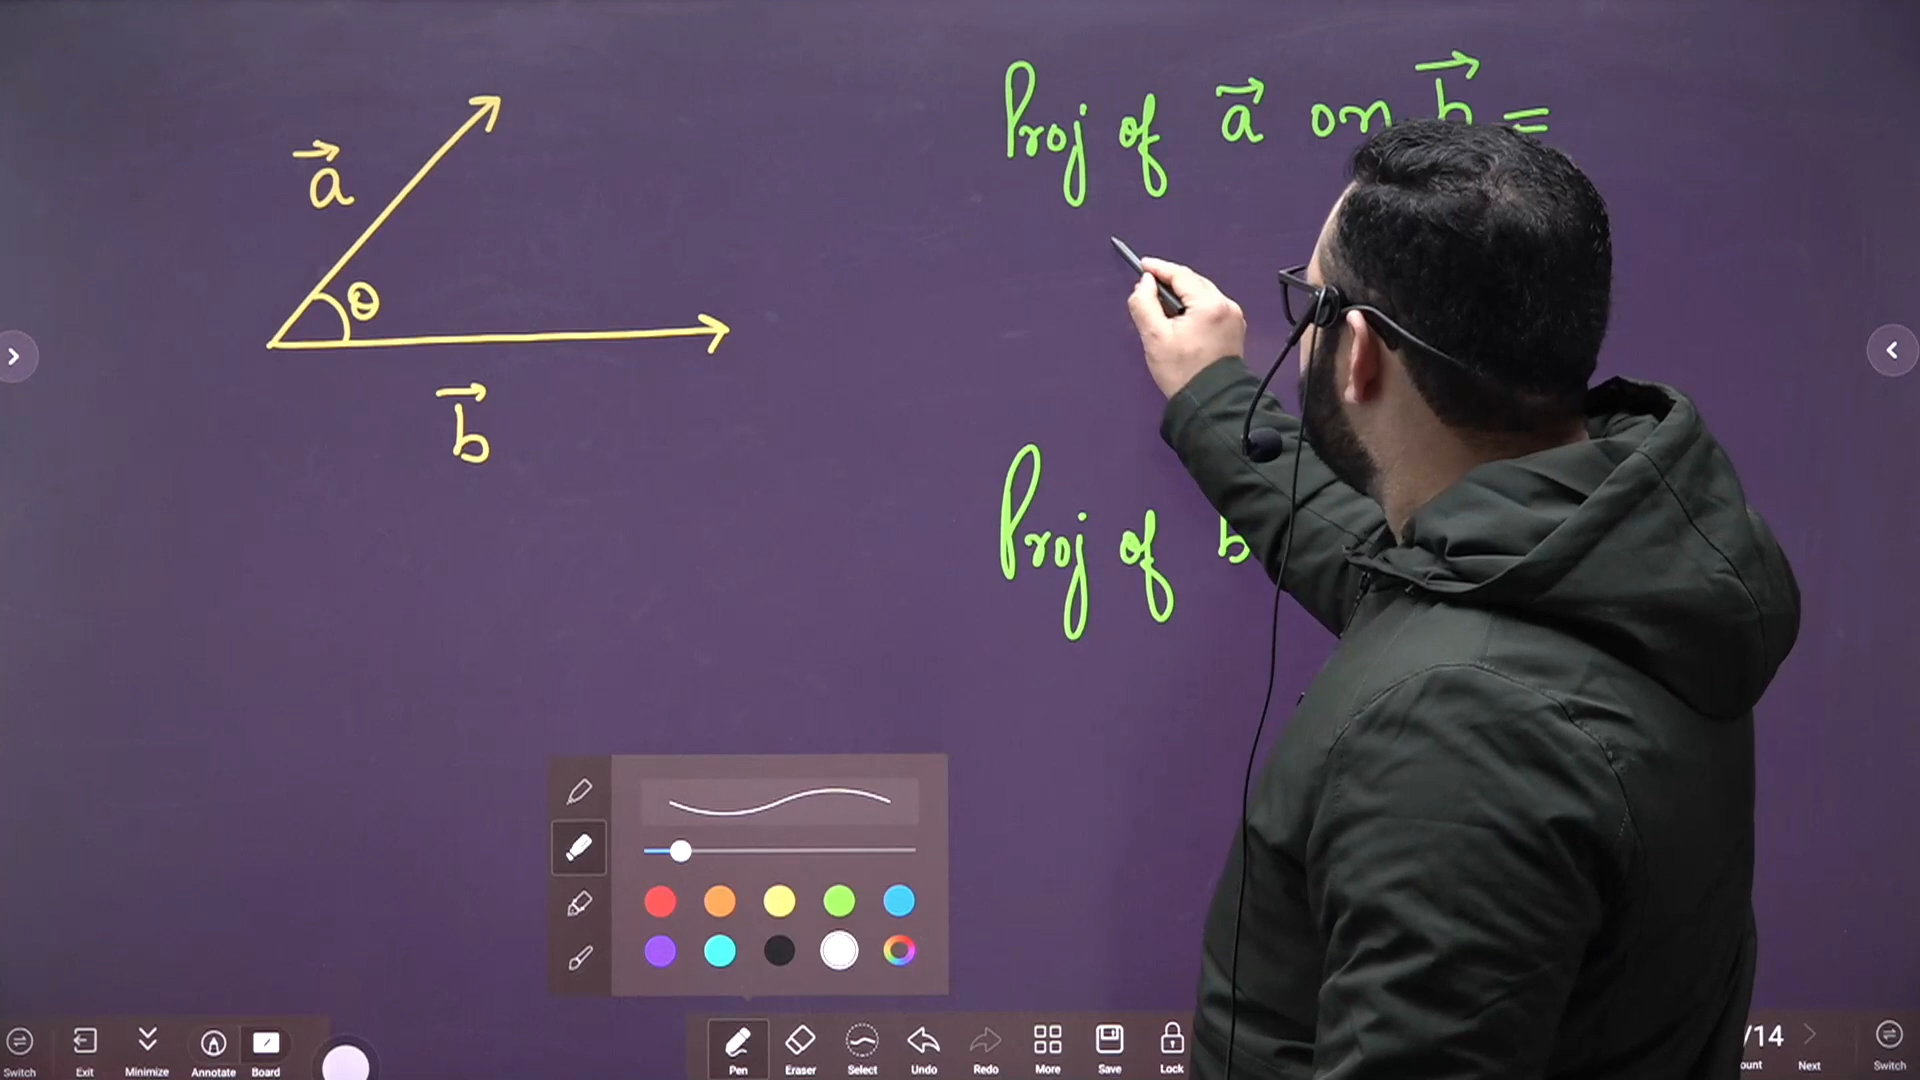 Proj of a⃗ on b⃗ =
a⃗
θ
b⃗
Proj of b
Switch
Exit
Minimize
Annotate
Board
Pen
Eraser
Select
Undo
Redo
More
Save
Lock
/14
ount
Next
Switch